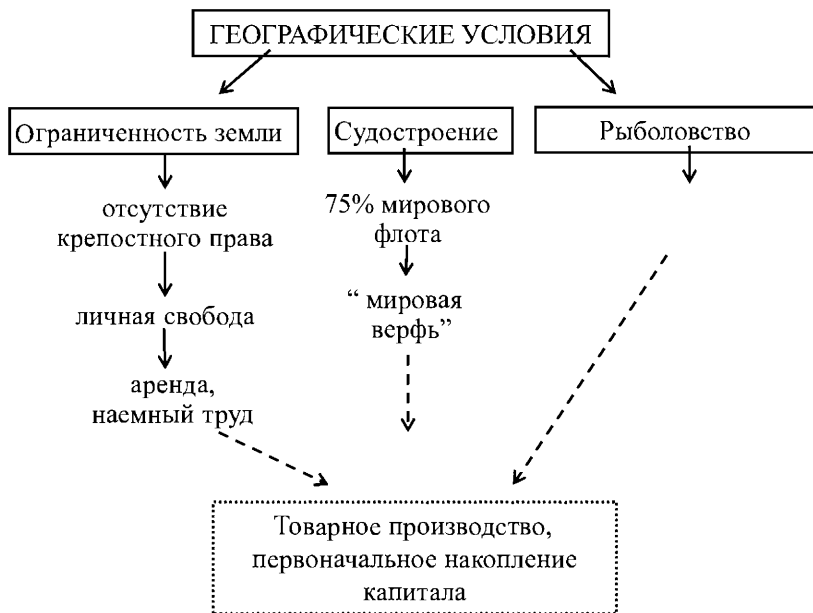 ГЕОГРАФИЧЕСКИЕ УСЛОВИЯ
Ограниченность земли
Судостроение
Рыболовство
отсутствие
крепостного права
личная свобода
аренда,
наемный труд
75% мирового
флота
“ мировая
верфь”
Товарное производство,
первоначальное накопление
капитала